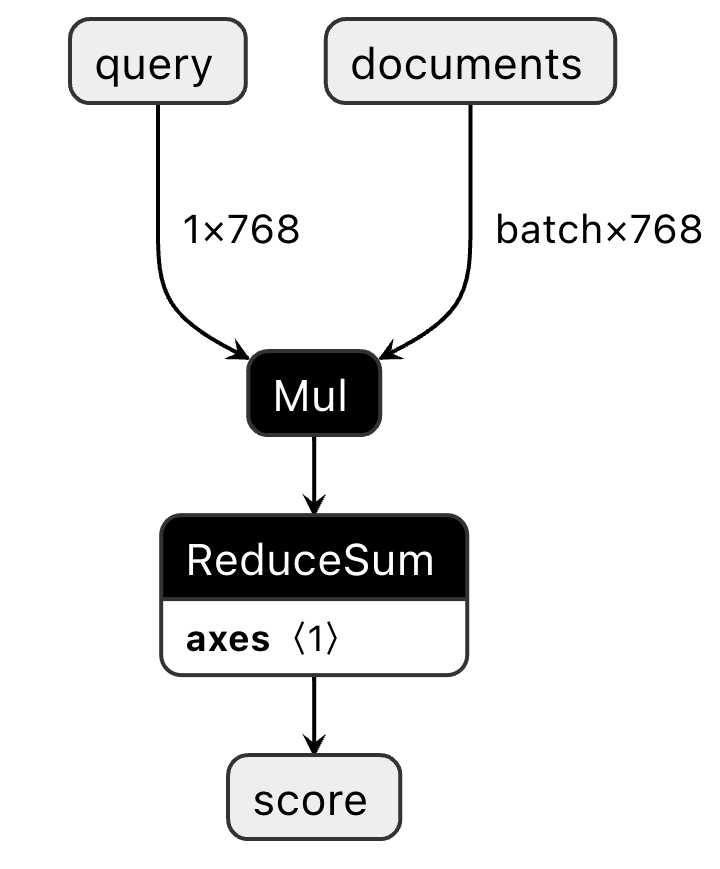 query
documents
1×768
batch×768
Mul
ReduceSum
axes ⟨1⟩
score